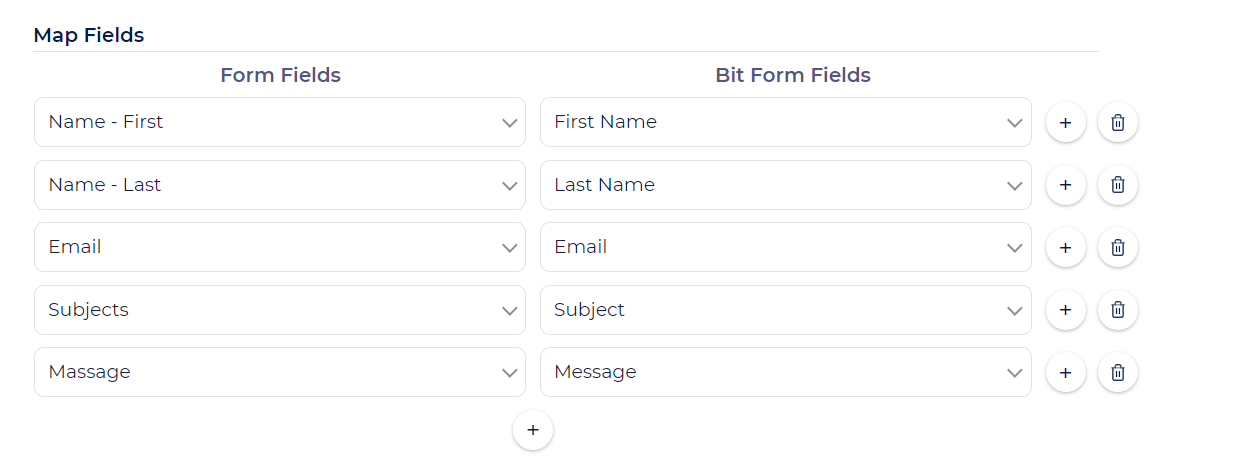 Map Fields
Form Fields Bit Form Fields
Name - First First Name
Name - Last Last Name
Email Email
Subjects Subject
Massage Message